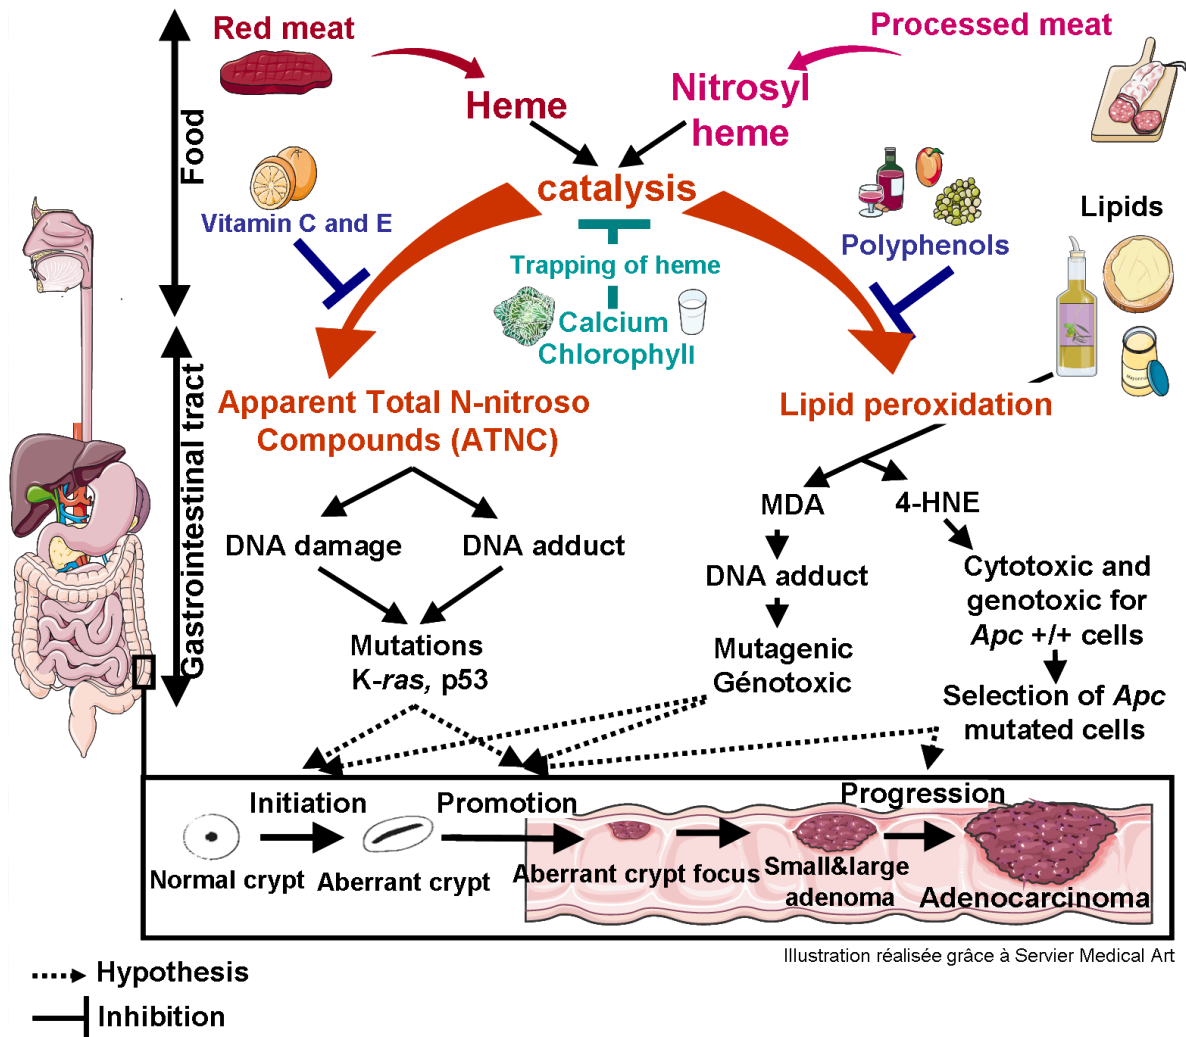 Red meat
Processed meat
Heme
Nitrosyl
heme
Food
catalysis
Vitamin C and E
Polyphenols
Lipids
Trapping of heme
Calcium
Chlorophyll
Mayonnaise
Gastrointestinal tract
Apparent Total N-nitroso
Compounds (ATNC)
Lipid peroxidation
MDA
4-HNE
DNA damage
DNA adduct
DNA adduct
Cytotoxic and
genotoxic for
Apc +/+ cells
Mutations
K-ras, p53
Mutagenic
Génotoxic
Selection of Apc
mutated cells
Initiation
Promotion
Progression
Normal crypt
Aberrant crypt
Aberrant crypt focus
Small&large
adenoma
Adenocarcinoma
Illustration réalisée grâce à Servier Medical Art
Hypothesis
Inhibition